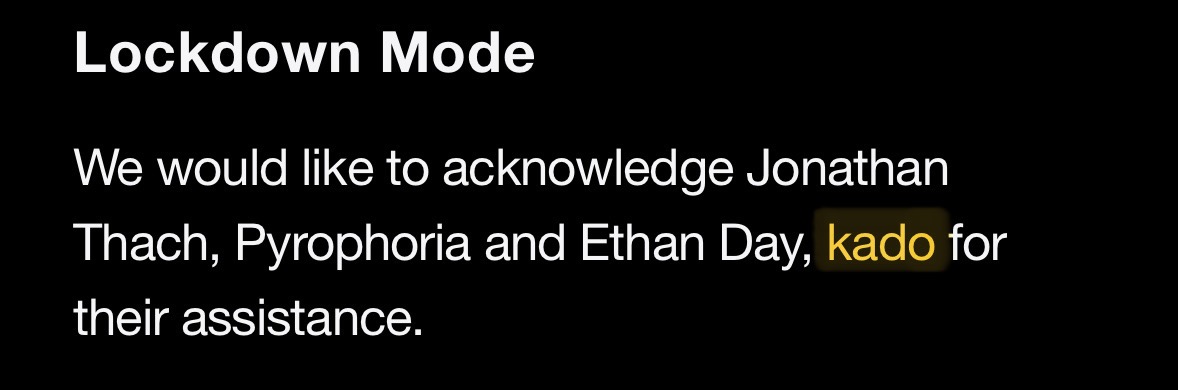 Lockdown Mode
We would like to acknowledge Jonathan
Thach, Pyrophoria and Ethan Day, kado for
their assistance.